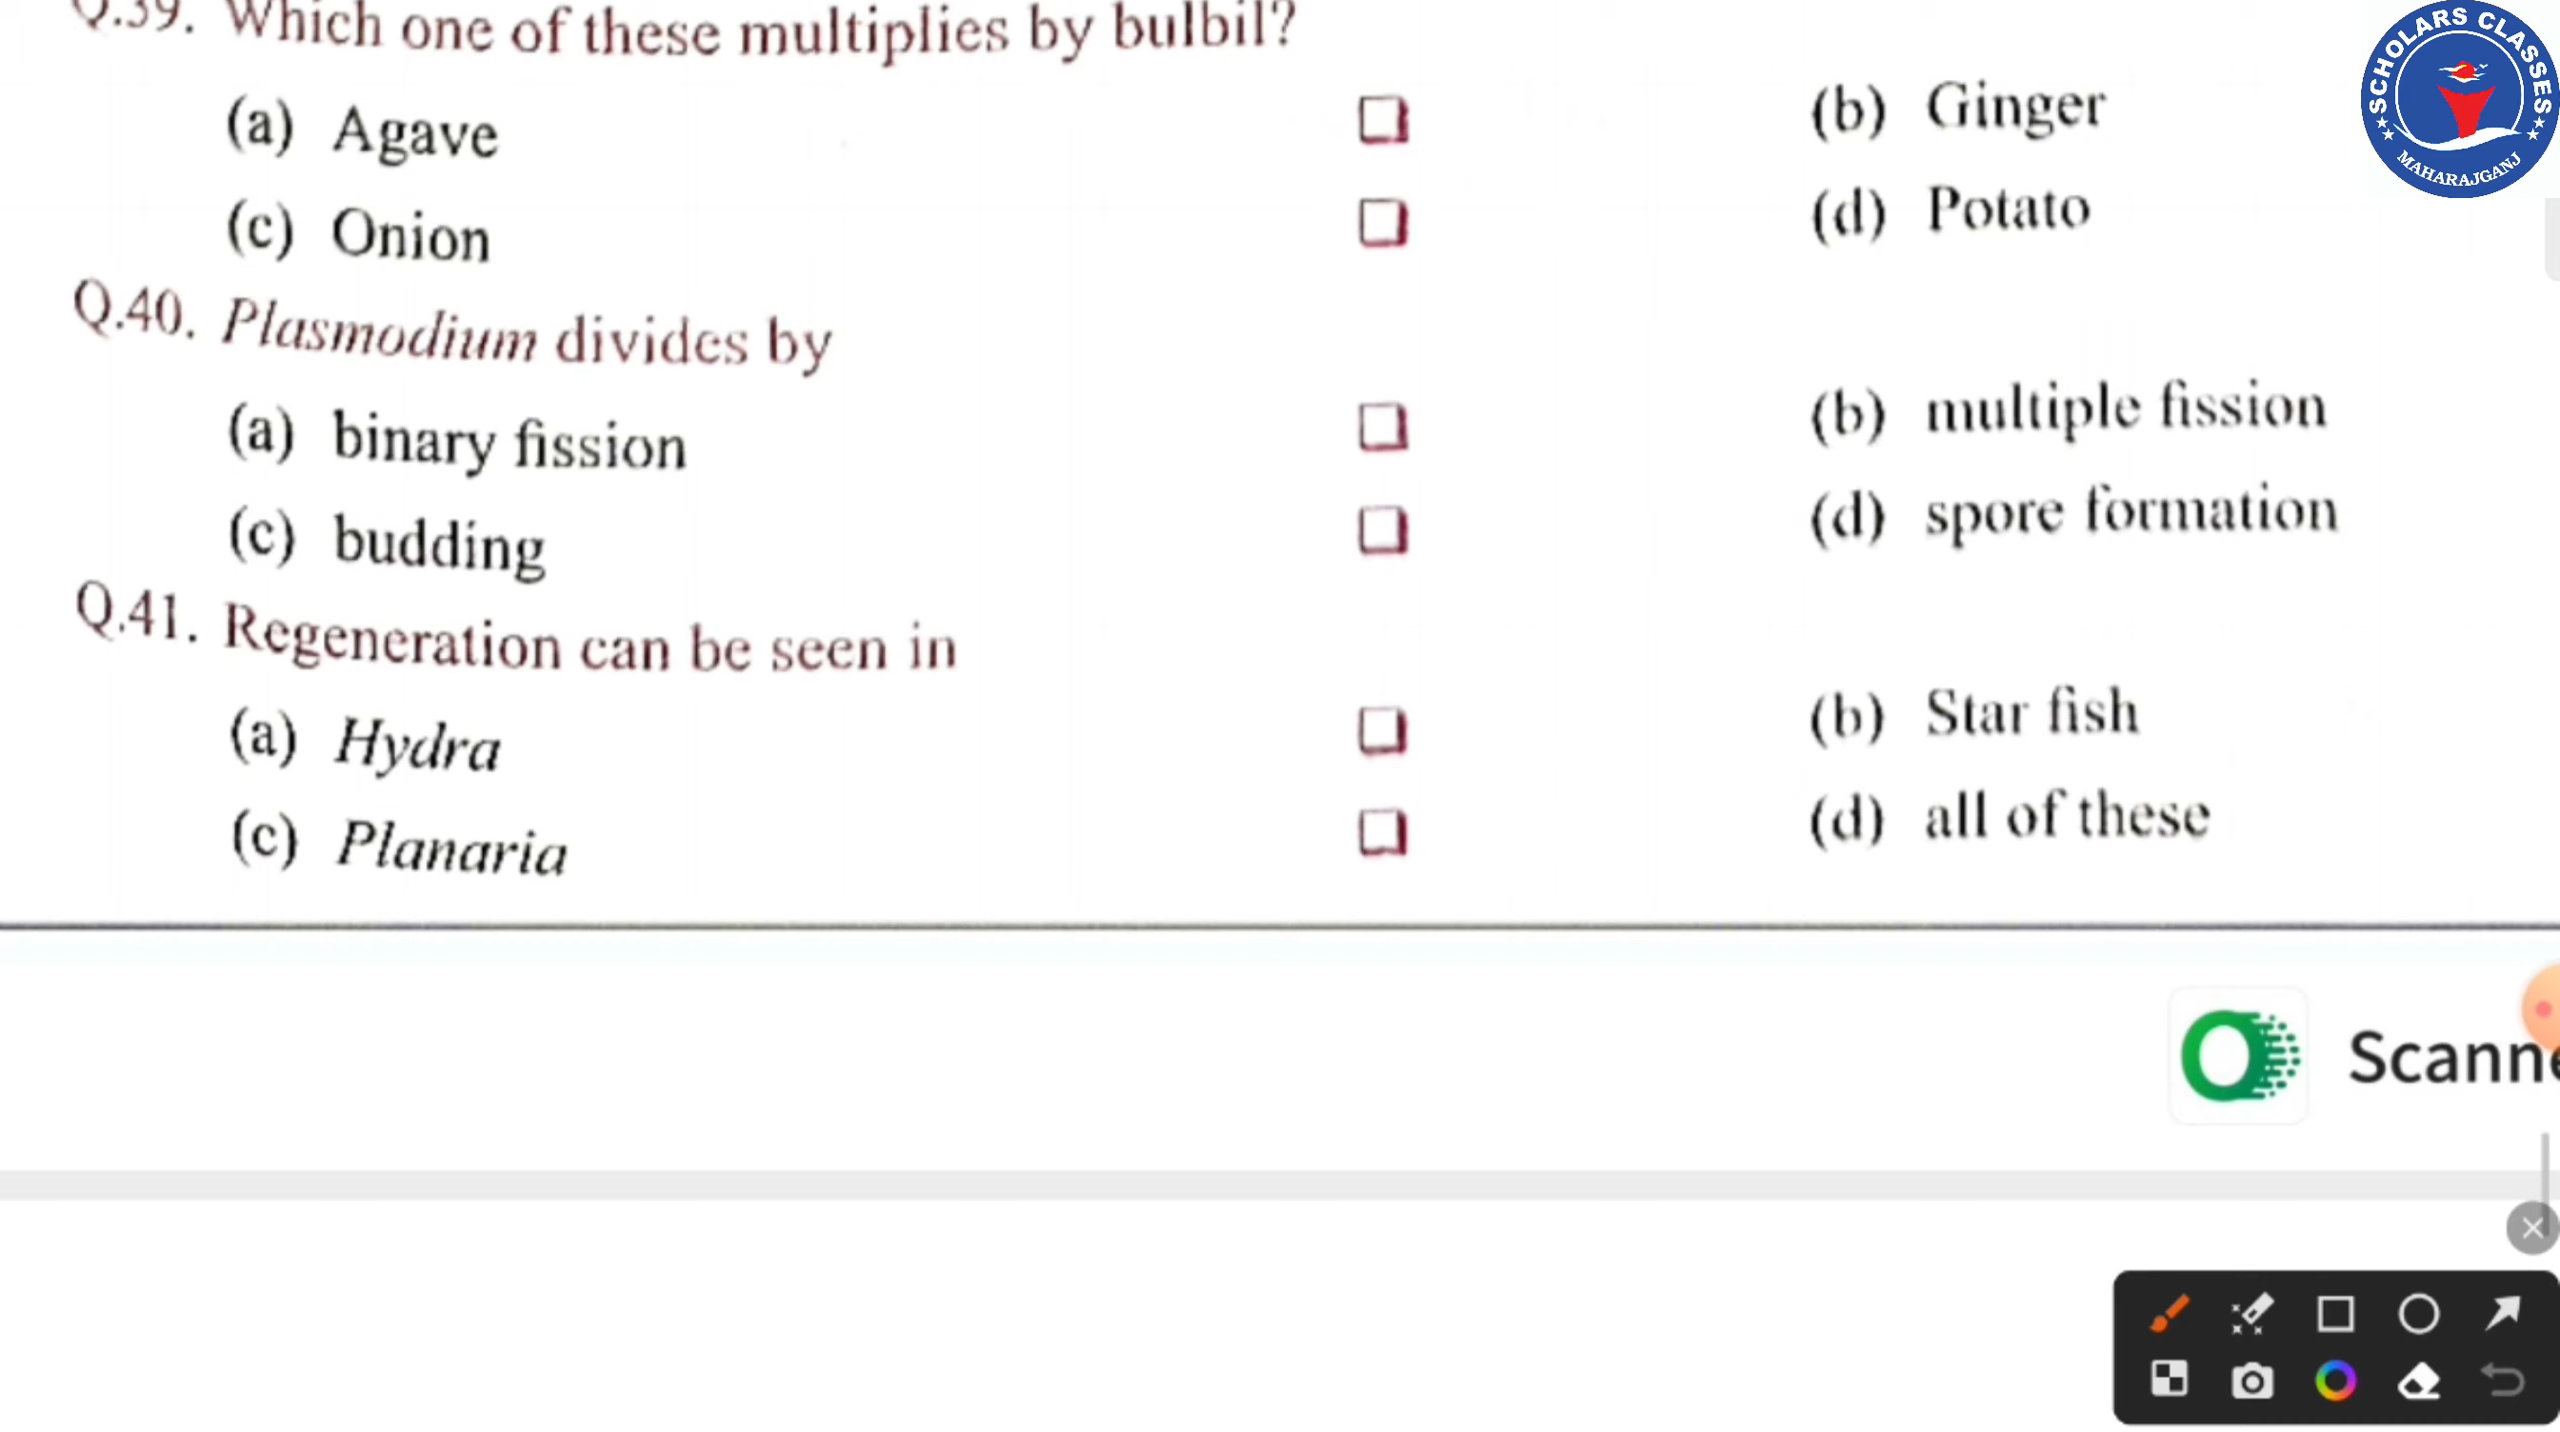 Q.39. Which one of these multiplies by bulbil?
(a) Agave (b) Ginger
(c) Onion (d) Potato
Q.40. Plasmodium divides by
(a) binary fission (b) multiple fission
(c) budding (d) spore formation
Q.41. Regeneration can be seen in
(a) Hydra (b) Star fish
(c) Planaria (d) all of these
SCHOLARS CLASSES
MAHARAJGANJ
Scanne